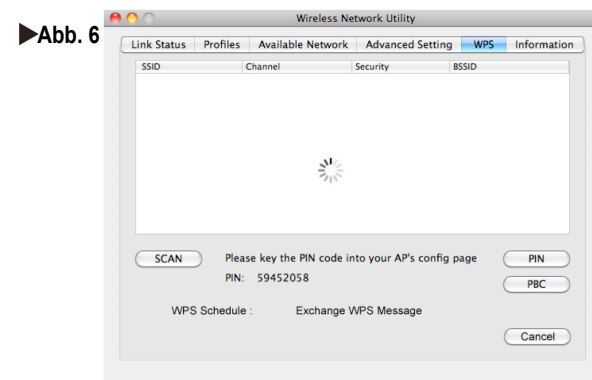 ▶Abb. 6
Wireless Network Utility
Link Status Profiles Available Network Advanced Setting WPS Information
SSID Channel Security BSSID
SCAN Please key the PIN code into your AP's config page PIN
PIN: 59452058 PBC
WPS Schedule : Exchange WPS Message
Cancel